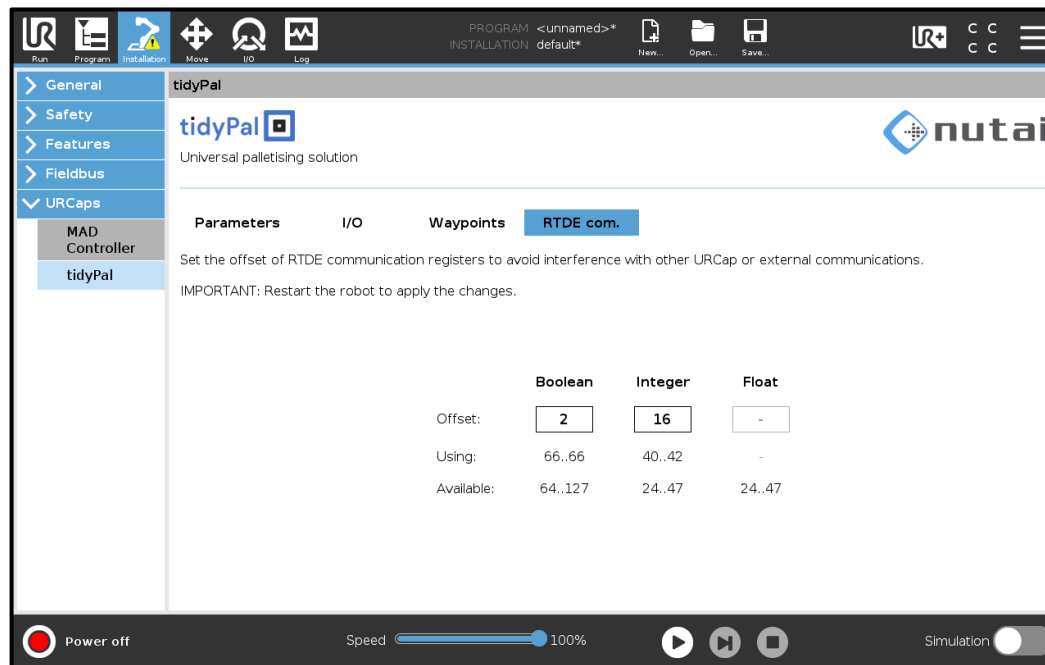 PROGRAM <unnamed>*
INSTALLATION default*
Run Program Installation Move I/O Log New... Open... Save... UR+ C C
C C
General
Safety
Features
Fieldbus
URCaps
MAD
Controller
tidyPal
tidyPal
tidyPal
nutai
Universal palletising solution
Parameters I/O Waypoints RTDE com.
Set the offset of RTDE communication registers to avoid interference with other URCap or external communications.
IMPORTANT: Restart the robot to apply the changes.
Boolean Integer Float
Offset: 2 16 -
Using: 66..66 40..42 -
Available: 64..127 24..47 24..47
Power off Speed 100% Simulation